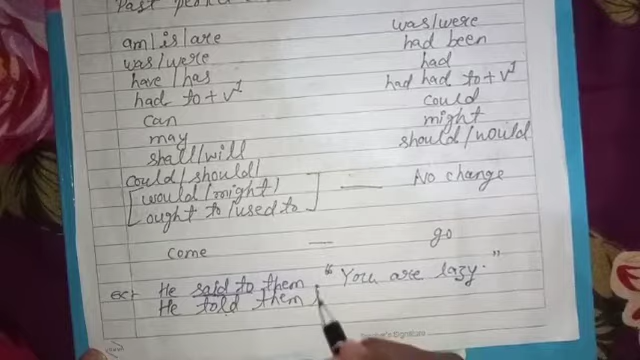 Past
am/is/are was/were
was/were had been
have/has had
had to+V¹ had had to+V¹
can could
may might
shall/will should/would
could/should/
would/might/ — No change
ought to/used to
come — go
ex: He said to them, "You are lazy."
He told them
Teacher's Signature